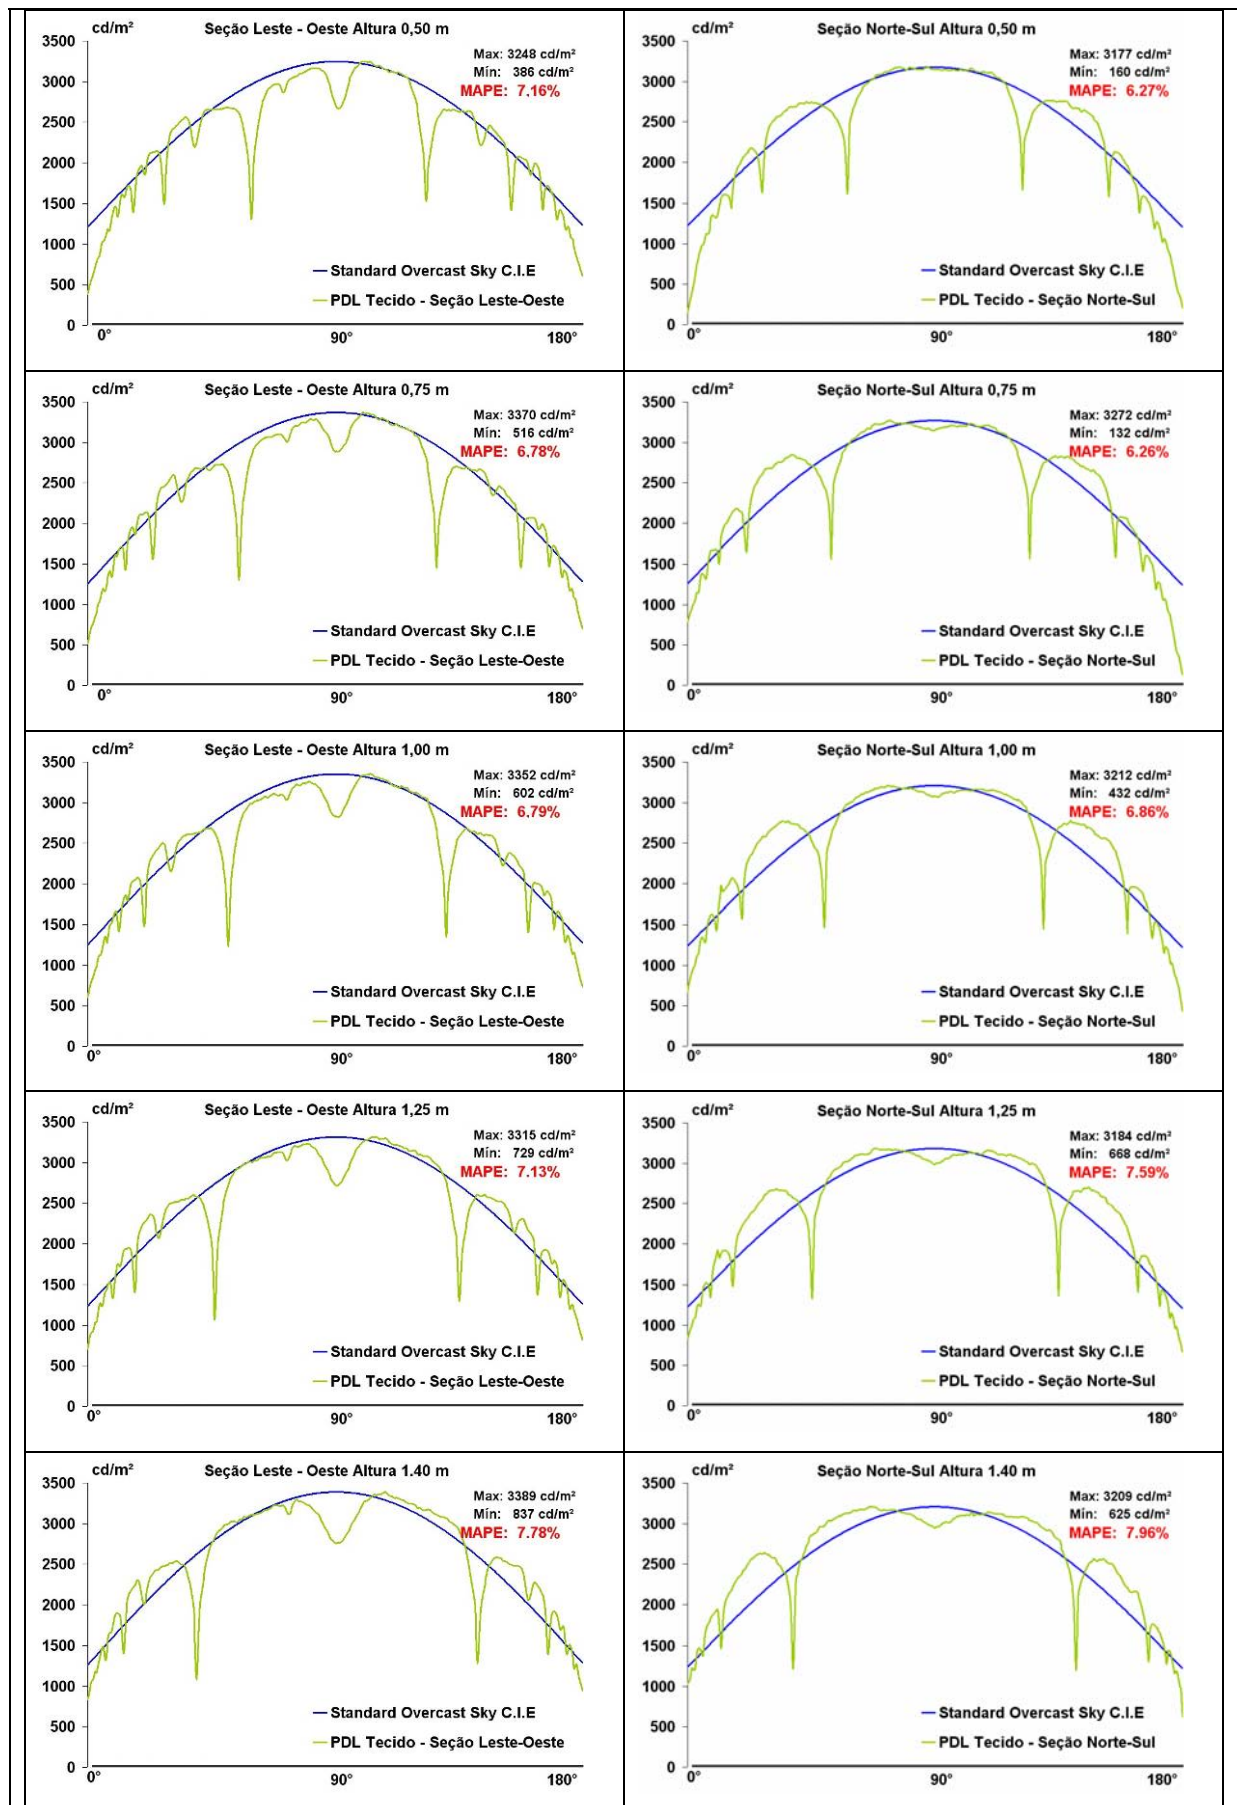 cd/m²
Seção Leste - Oeste Altura 0,50 m
Max: 3248 cd/m²
Mín: 386 cd/m²
MAPE: 7,16%
3500
3000
2500
2000
1500
1000
500
0
Standard Overcast Sky C.I.E
PDL Tecido - Seção Leste-Oeste
0°
90°
180°
cd/m²
Seção Norte-Sul Altura 0,50 m
Max: 3177 cd/m²
Mín: 160 cd/m²
MAPE: 6.27%
3500
3000
2500
2000
1500
1000
500
0
Standard Overcast Sky C.I.E
PDL Tecido - Seção Norte-Sul
0°
90°
180°
cd/m²
Seção Leste - Oeste Altura 0,75 m
Max: 3370 cd/m²
Mín: 516 cd/m²
MAPE: 6,78%
3500
3000
2500
2000
1500
1000
500
0
Standard Overcast Sky C.I.E
PDL Tecido - Seção Leste-Oeste
0°
90°
180°
cd/m²
Seção Norte-Sul Altura 0,75 m
Max: 3272 cd/m²
Mín: 132 cd/m²
MAPE: 6.26%
3500
3000
2500
2000
1500
1000
500
0
Standard Overcast Sky C.I.E
PDL Tecido - Seção Norte-Sul
0°
90°
180°
cd/m²
Seção Leste - Oeste Altura 1,00 m
Max: 3352 cd/m²
Mín: 602 cd/m²
MAPE: 6.79%
3500
3000
2500
2000
1500
1000
500
0
Standard Overcast Sky C.I.E
PDL Tecido - Seção Leste-Oeste
0°
90°
180°
cd/m²
Seção Norte-Sul Altura 1,00 m
Max: 3212 cd/m²
Mín: 432 cd/m²
MAPE: 6.86%
3500
3000
2500
2000
1500
1000
500
0
Standard Overcast Sky C.I.E
PDL Tecido - Seção Norte-Sul
0°
90°
180°
cd/m²
Seção Leste - Oeste Altura 1,25 m
Max: 3315 cd/m²
Mín: 729 cd/m²
MAPE: 7.13%
3500
3000
2500
2000
1500
1000
500
0
Standard Overcast Sky C.I.E
PDL Tecido - Seção Leste-Oeste
0°
90°
180°
cd/m²
Seção Norte-Sul Altura 1,25 m
Max: 3184 cd/m²
Mín: 668 cd/m²
MAPE: 7.59%
3500
3000
2500
2000
1500
1000
500
0
Standard Overcast Sky C.I.E
PDL Tecido - Seção Norte-Sul
0°
90°
180°
cd/m²
Seção Leste - Oeste Altura 1.40 m
Max: 3389 cd/m²
Mín: 837 cd/m²
MAPE: 7.78%
3500
3000
2500
2000
1500
1000
500
0
Standard Overcast Sky C.I.E
PDL Tecido - Seção Leste-Oeste
0°
90°
180°
cd/m²
Seção Norte-Sul Altura 1.40 m
Max: 3209 cd/m²
Mín: 625 cd/m²
MAPE: 7.96%
3500
3000
2500
2000
1500
1000
500
0
Standard Overcast Sky C.I.E
PDL Tecido - Seção Norte-Sul
0°
90°
180°